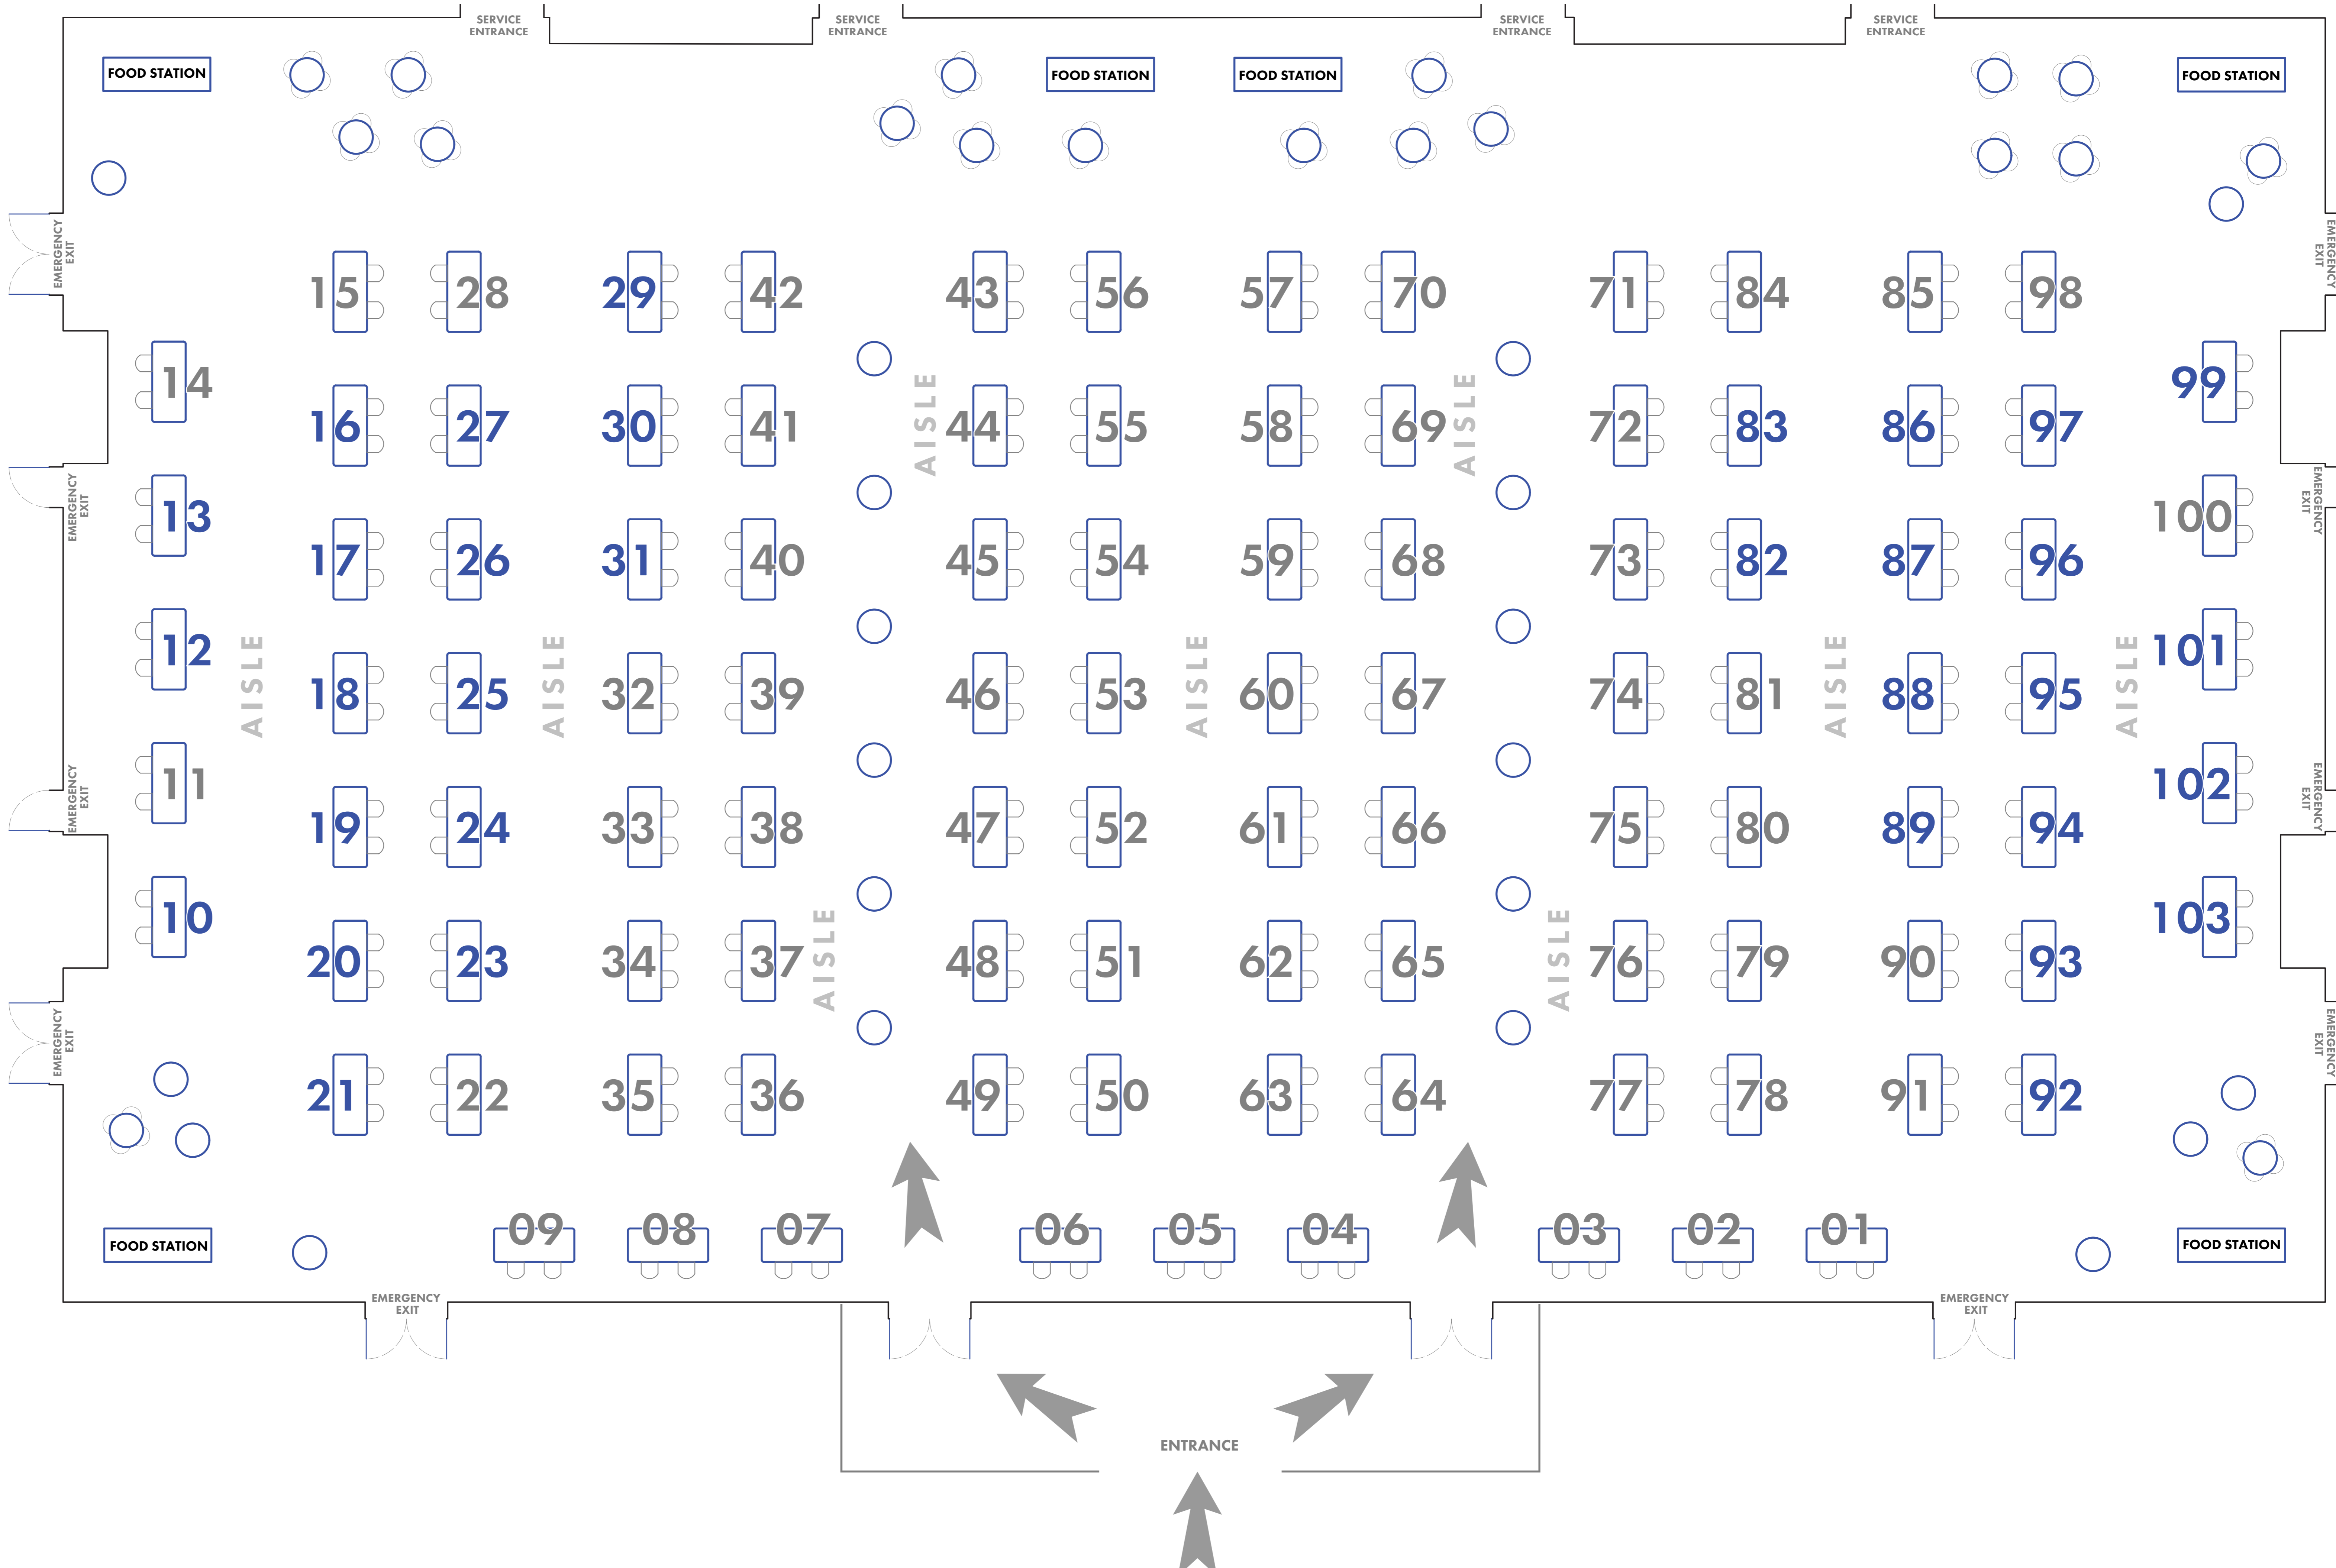 SERVICE
ENTRANCE
SERVICE
ENTRANCE
SERVICE
ENTRANCE
SERVICE
ENTRANCE
FOOD STATION
FOOD STATION
FOOD STATION
FOOD STATION
EMERGENCY
EXIT
EMERGENCY
EXIT
15 28 29 42 43 56 57 70 71 84 85 98
14
99
AISLE
AISLE
16 27 30 41 44 55 58 69 72 83 86 97
EMERGENCY
EXIT
EMERGENCY
EXIT
13
100
17 26 31 40 45 54 59 68 73 82 87 96
12
101
AISLE
AISLE
AISLE
AISLE
AISLE
18 25 32 39 46 53 60 67 74 81 88 95
EMERGENCY
EXIT
EMERGENCY
EXIT
11
102
19 24 33 38 47 52 61 66 75 80 89 94
10
103
AISLE
AISLE
20 23 34 37 48 51 62 65 76 79 90 93
EMERGENCY
EXIT
EMERGENCY
EXIT
21 22 35 36 49 50 63 64 77 78 91 92
09 08 07 06 05 04 03 02 01
FOOD STATION
FOOD STATION
EMERGENCY
EXIT
EMERGENCY
EXIT
ENTRANCE